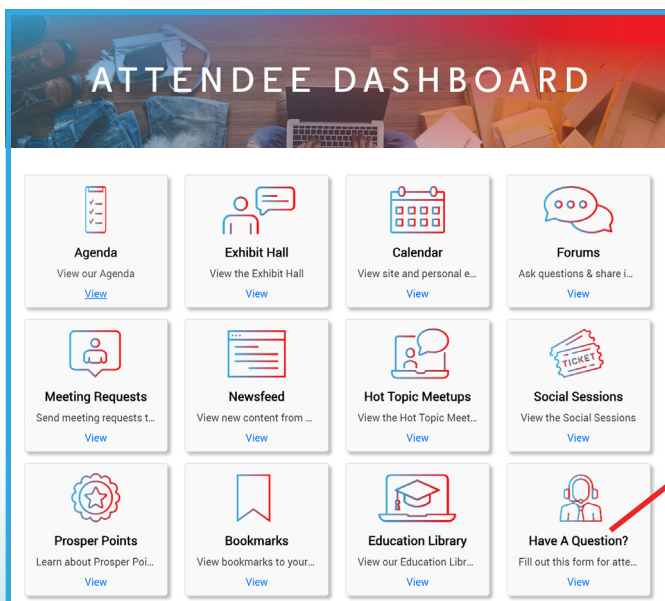 ATTENDEE DASHBOARD
Agenda
View our Agenda
View
Exhibit Hall
View the Exhibit Hall
View
Calendar
View site and personal e...
View
Forums
Ask questions & share i...
View
Meeting Requests
Send meeting requests t...
View
Newsfeed
View new content from ...
View
Hot Topic Meetups
View the Hot Topic Meet...
View
TICKET
Social Sessions
View the Social Sessions
View
Prosper Points
Learn about Prosper Poi...
View
Bookmarks
View bookmarks to your...
View
Education Library
View our Education Libr...
View
Have A Question?
Fill out this form for atte...
View